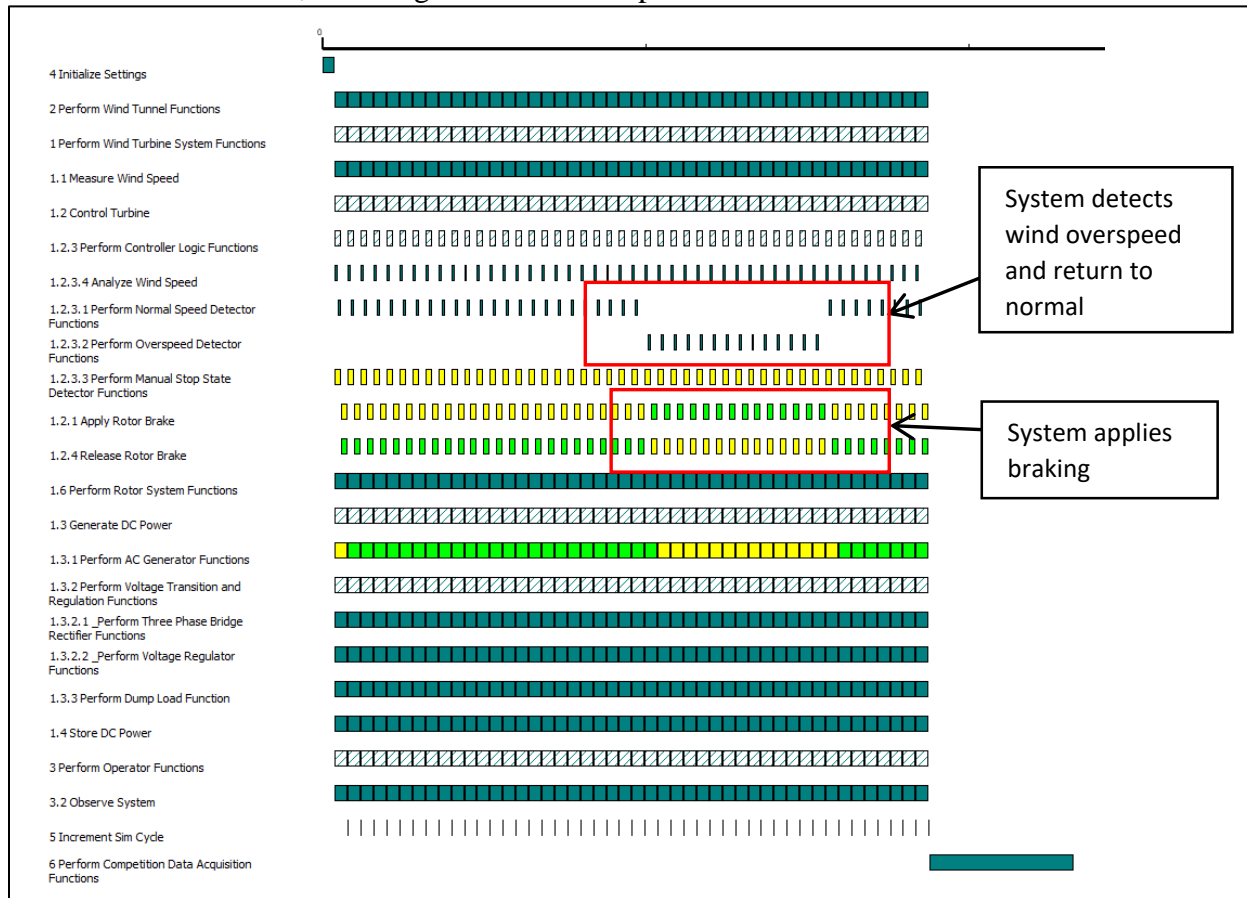 0
4 Initialize Settings
2 Perform Wind Tunnel Functions
1 Perform Wind Turbine System Functions
1.1 Measure Wind Speed
1.2 Control Turbine
1.2.3 Perform Controller Logic Functions
1.2.3.4 Analyze Wind Speed
1.2.3.1 Perform Normal Speed Detector
Functions
1.2.3.2 Perform Overspeed Detector
Functions
1.2.3.3 Perform Manual Stop State
Detector Functions
1.2.1 Apply Rotor Brake
1.2.4 Release Rotor Brake
1.6 Perform Rotor System Functions
1.3 Generate DC Power
1.3.1 Perform AC Generator Functions
1.3.2 Perform Voltage Transition and
Regulation Functions
1.3.2.1 _Perform Three Phase Bridge
Rectifier Functions
1.3.2.2 _Perform Voltage Regulator
Functions
1.3.3 Perform Dump Load Function
1.4 Store DC Power
3 Perform Operator Functions
3.2 Observe System
5 Increment Sim Cycle
6 Perform Competition Data Acquisition
Functions
System detects
wind overspeed
and return to
normal
System applies
braking